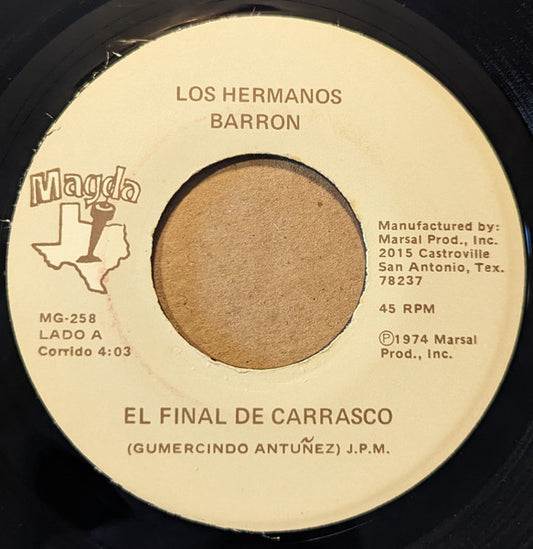 LOS HERMANOS
BARRON
Magda
Manufactured by:
Marsal Prod., Inc.
2015 Castroville
San Antonio, Tex.
78237
45 RPM
Ⓟ1974 Marsal
Prod., Inc.
MG-258
LADO A
Corrido 4:03
EL FINAL DE CARRASCO
(GUMERCINDO ANTUÑEZ) J.P.M.